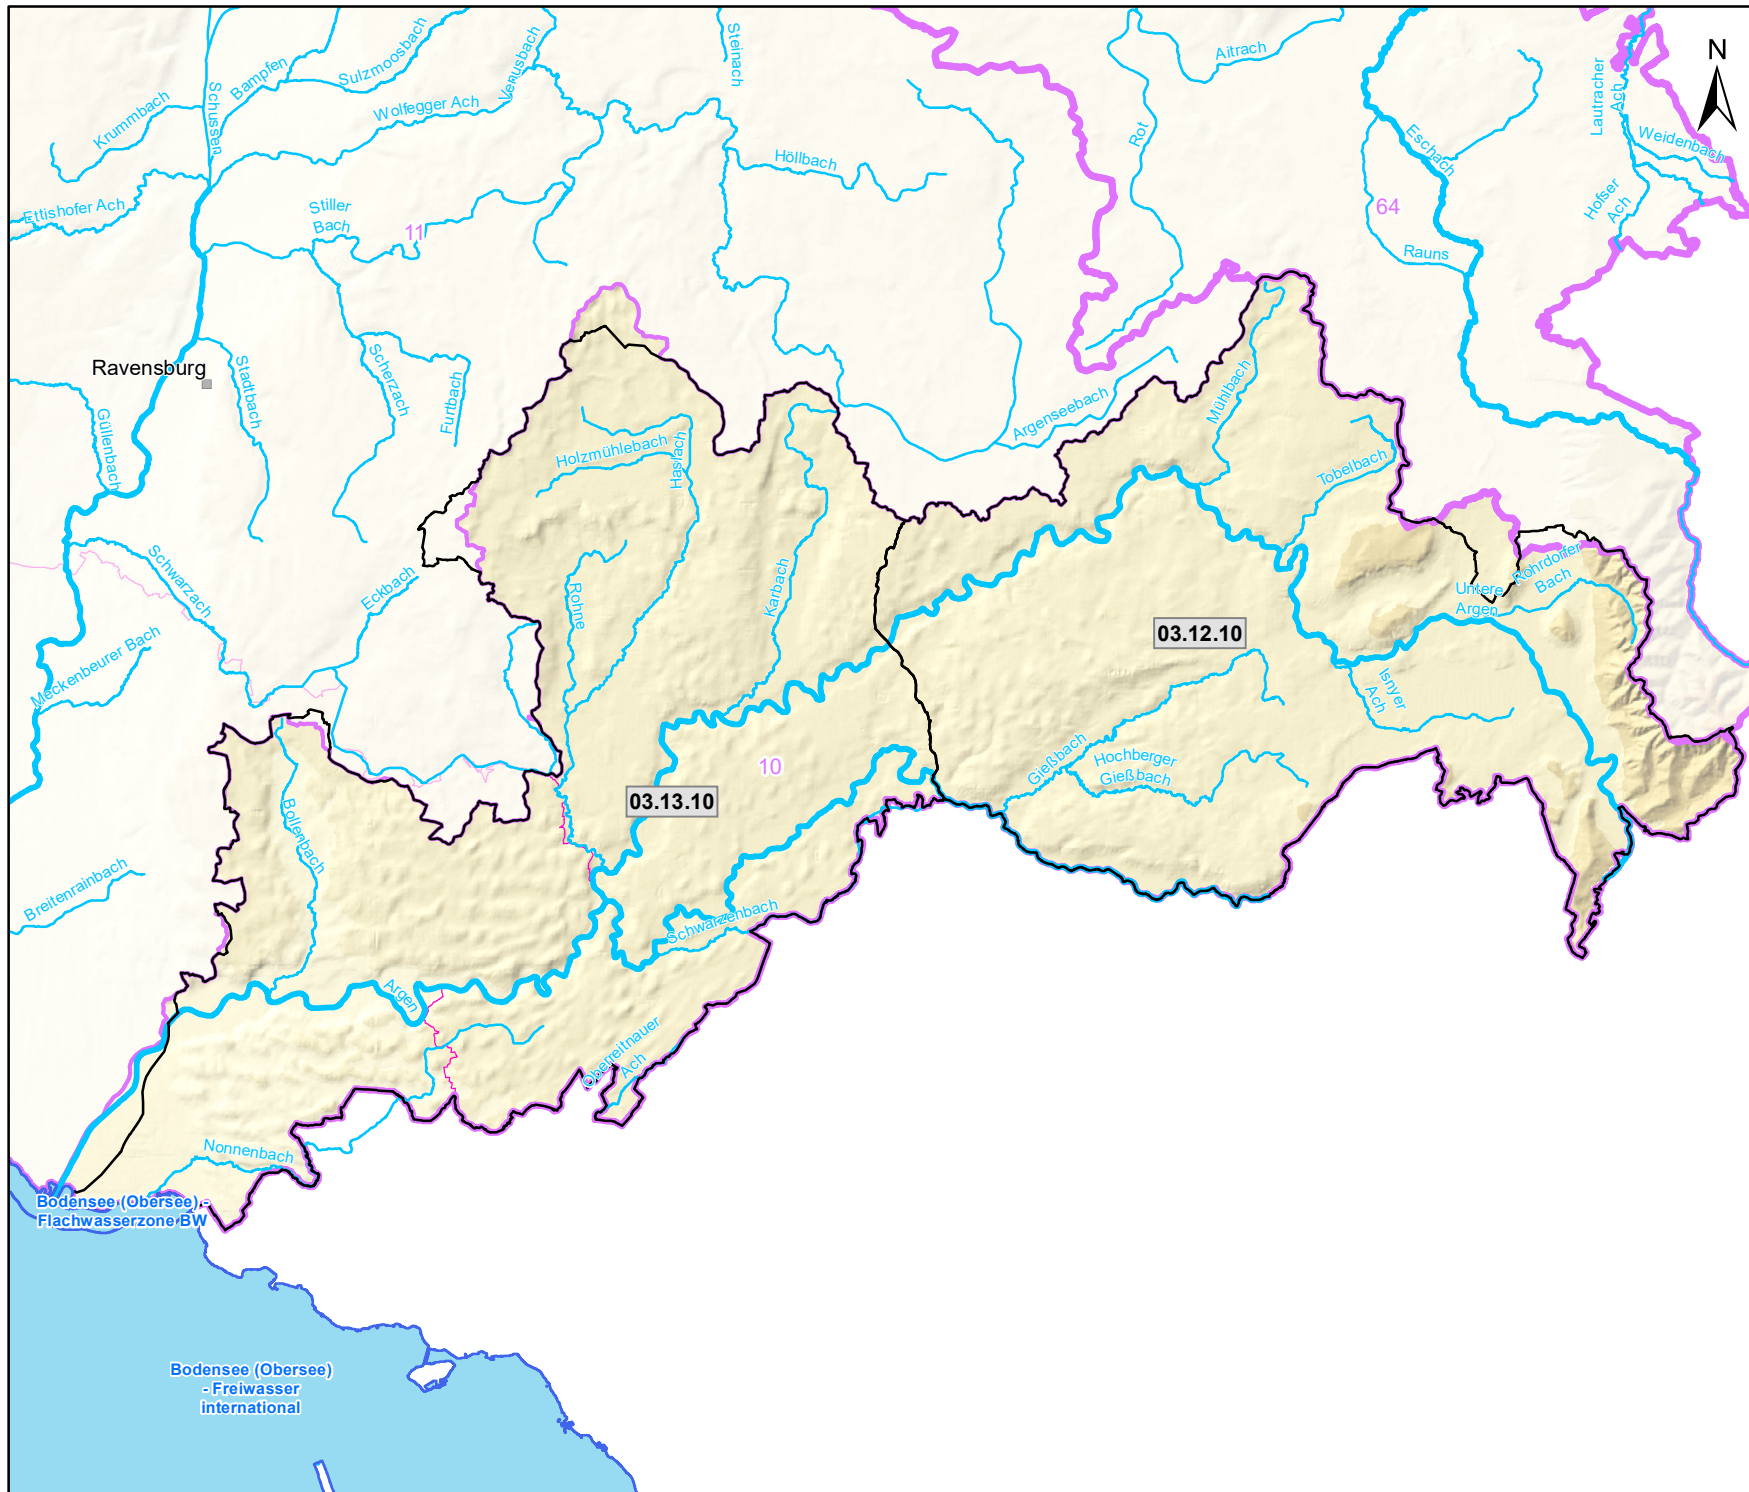 Steinach
Aitrach
N
Schussen
Bampfen
Sulzmoosbach
Venusbach
Lautracher
Ach
Krummbach
Wolfegger Ach
Rot
Eschach
Weidenbach
Höllbach
Ettishofer Ach
Stiller
Bach
11
64
Hofser
Ach
Rauns
Ravensburg
Stadtbach
Scherzach
Furtbach
Mühlbach
Argenseebach
Güllenbach
Holzmühlebach
Haslach
Tobelbach
Schwarzach
Eckbach
Rohne
Karbach
Untere
Argen
Rohrdorfer
Bach
03.12.10
Meckenbeurer Bach
Isnyer
Ach
Gießbach
Hochberger
Gießbach
10
03.13.10
Bollenbach
Breitenrainbach
Schwarzenbach
Argen
Oberreitnauer
Ach
Nonnenbach
Bodensee (Obersee) -
Flachwasserzone BW
Bodensee (Obersee)
- Freiwasser
international